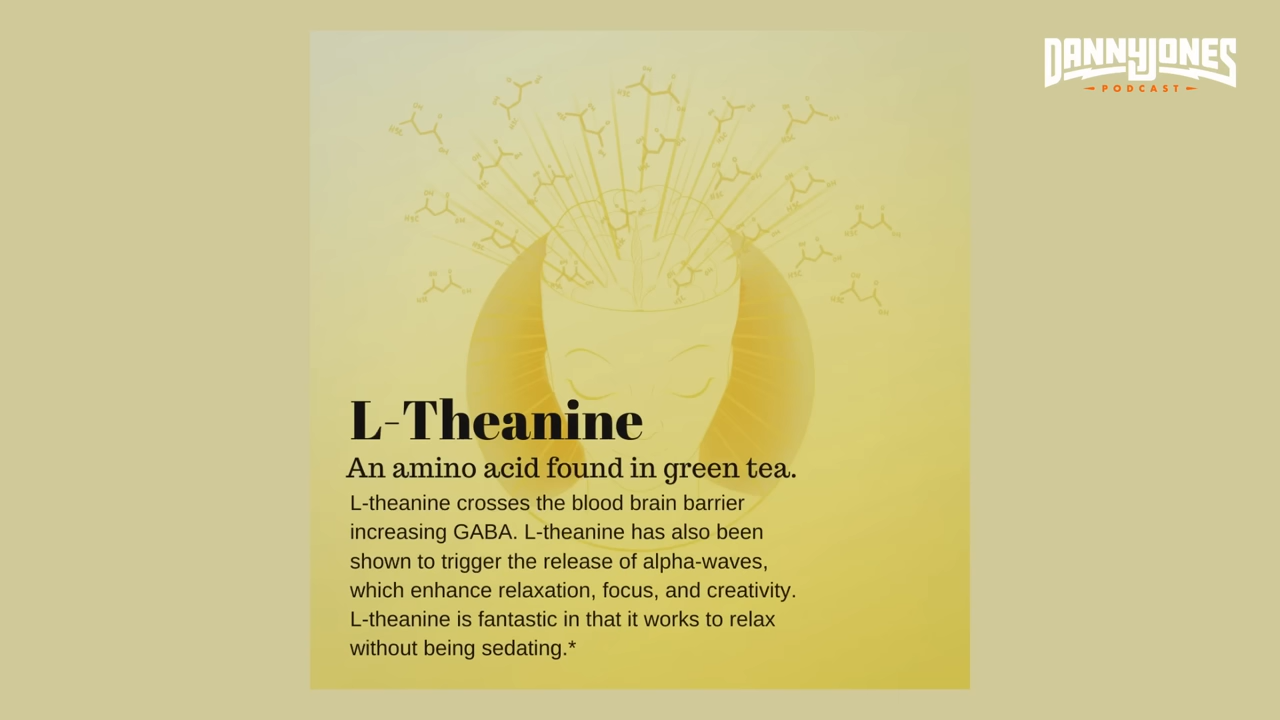 DANNY JONES
PODCAST
L-Theanine
An amino acid found in green tea.
L-theanine crosses the blood brain barrier
increasing GABA. L-theanine has also been
shown to trigger the release of alpha-waves,
which enhance relaxation, focus, and creativity.
L-theanine is fantastic in that it works to relax
without being sedating.*